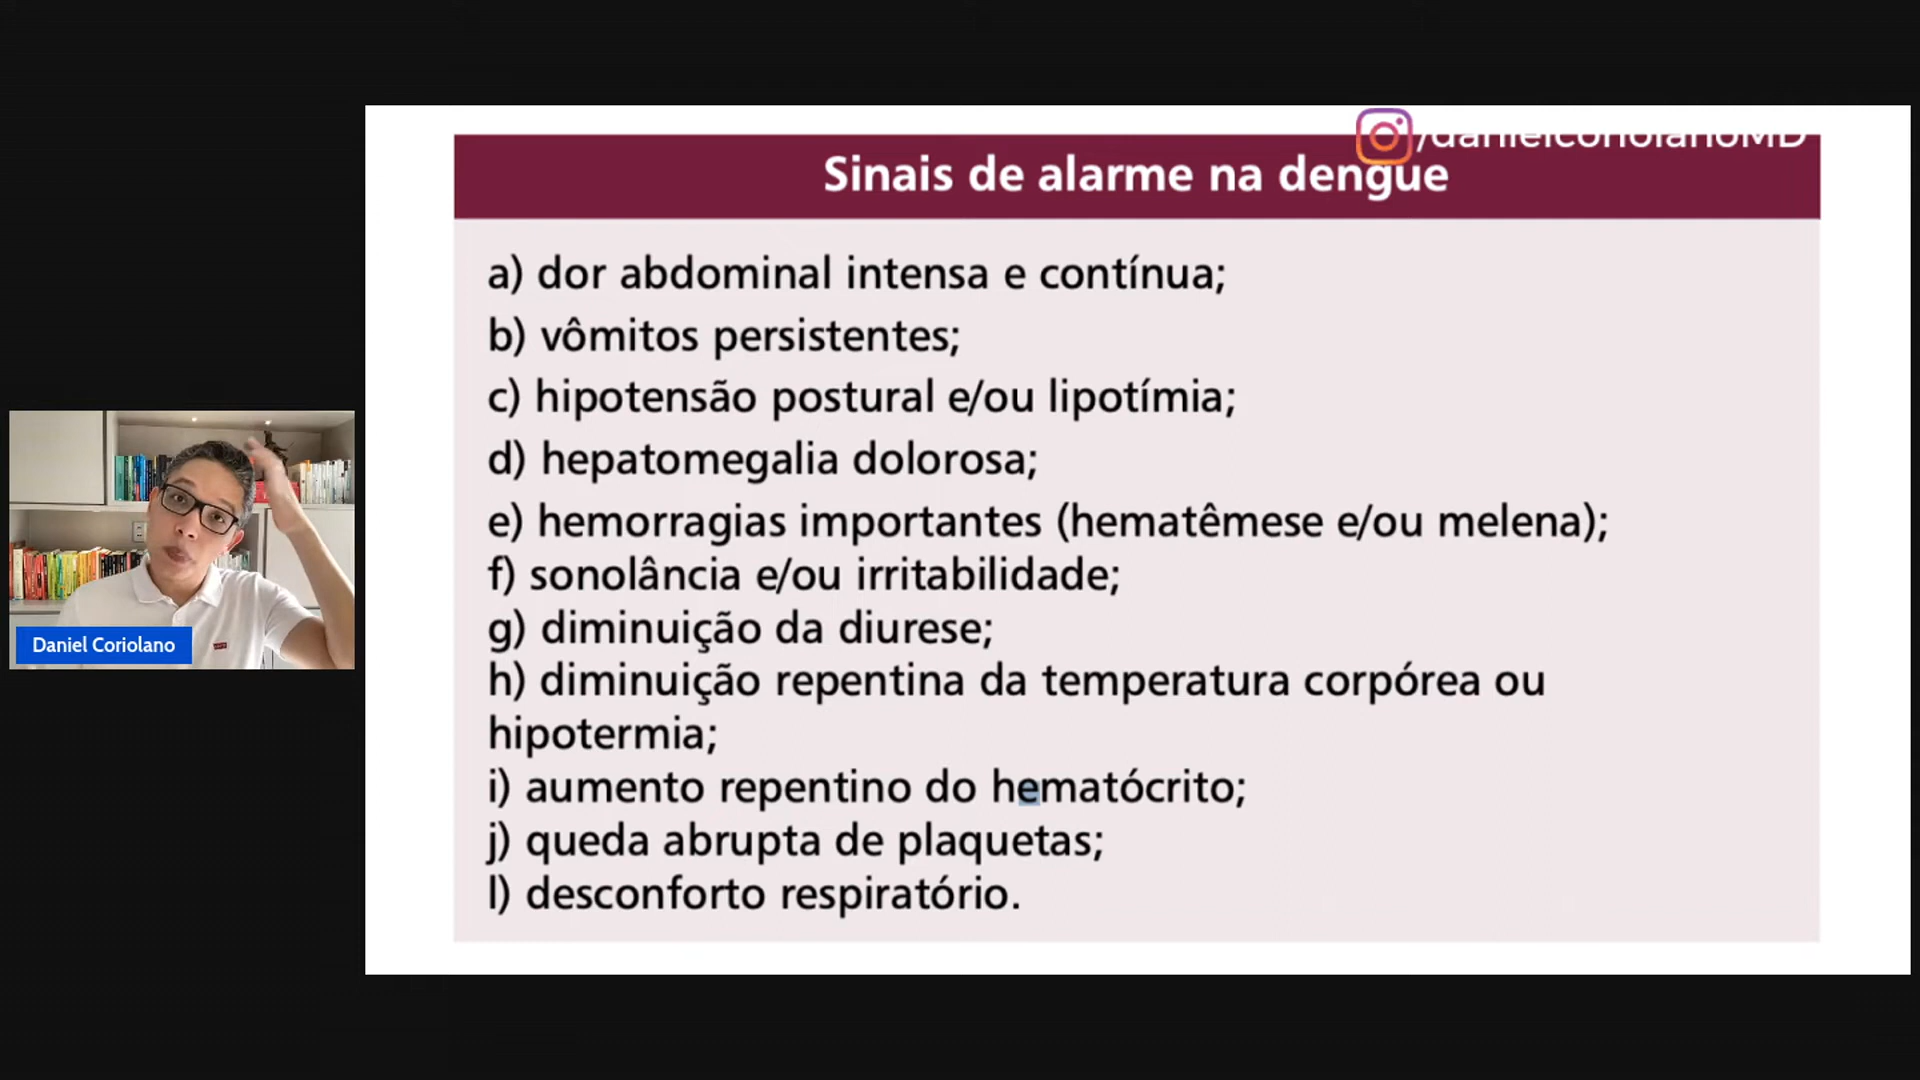 /danielcoriolanoMD
Sinais de alarme na dengue
a) dor abdominal intensa e contínua;
b) vômitos persistentes;
c) hipotensão postural e/ou lipotímia;
d) hepatomegalia dolorosa;
e) hemorragias importantes (hematêmese e/ou melena);
f) sonolância e/ou irritabilidade;
g) diminuição da diurese;
h) diminuição repentina da temperatura corpórea ou
hipotermia;
i) aumento repentino do hematócrito;
j) queda abrupta de plaquetas;
l) desconforto respiratório.
Daniel Coriolano